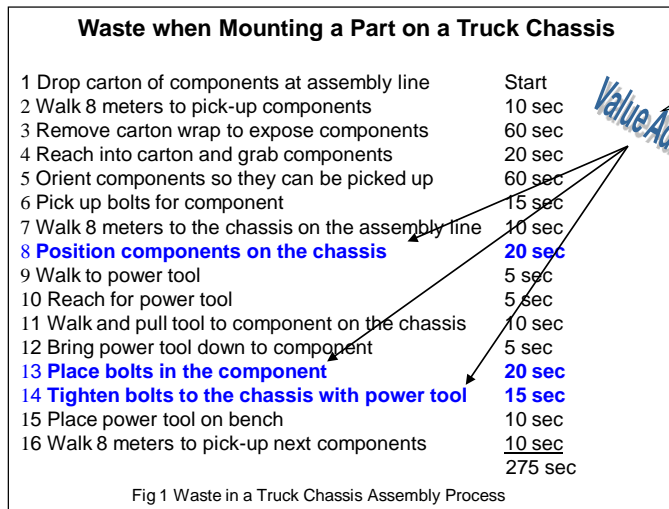 Waste when Mounting a Part on a Truck Chassis
1 Drop carton of components at assembly line Start
2 Walk 8 meters to pick-up components 10 sec
3 Remove carton wrap to expose components 60 sec
4 Reach into carton and grab components 20 sec
5 Orient components so they can be picked up 60 sec
6 Pick up bolts for component 15 sec
7 Walk 8 meters to the chassis on the assembly line 10 sec
8 Position components on the chassis 20 sec
9 Walk to power tool 5 sec
10 Reach for power tool 5 sec
11 Walk and pull tool to component on the chassis 10 sec
12 Bring power tool down to component 5 sec
13 Place bolts in the component 20 sec
14 Tighten bolts to the chassis with power tool 15 sec
15 Place power tool on bench 10 sec
16 Walk 8 meters to pick-up next components 10 sec
275 sec
Value
Fig 1 Waste in a Truck Chassis Assembly Process